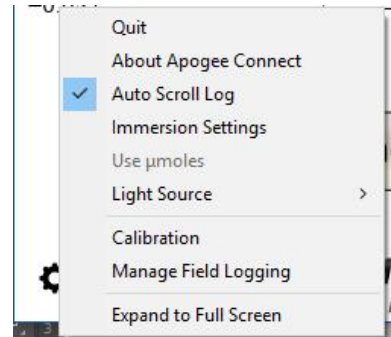 Quit
About Apogee Connect
Auto Scroll Log
Immersion Settings
Use µmoles
Light Source
Calibration
Manage Field Logging
Expand to Full Screen
3